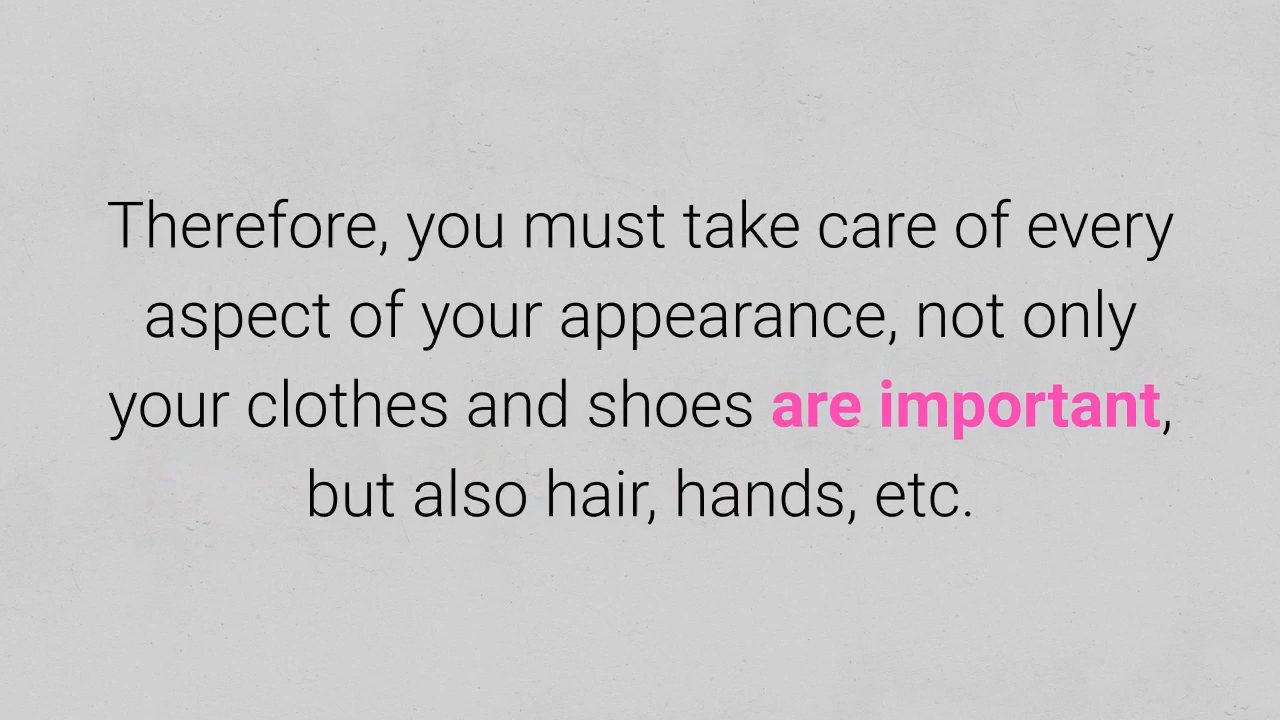 Therefore, you must take care of every
aspect of your appearance, not only
your clothes and shoes are important,
but also hair, hands, etc.